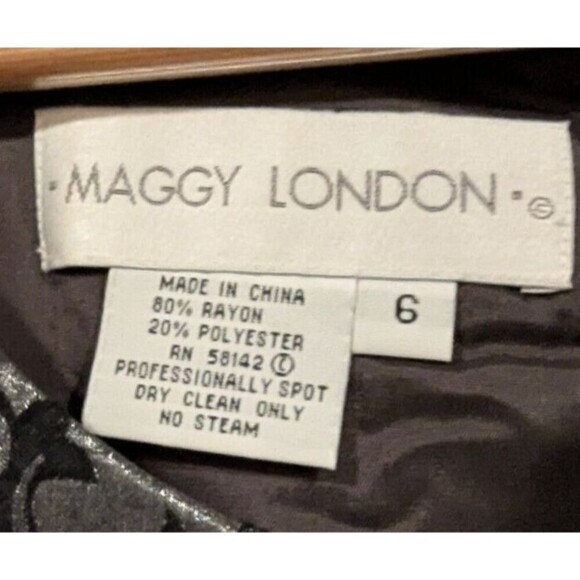 · MAGGY LONDON · G
MADE IN CHINA
80% RAYON
20% POLYESTER
RN 58142 C
PROFESSIONALLY SPOT
DRY CLEAN ONLY
NO STEAM
6